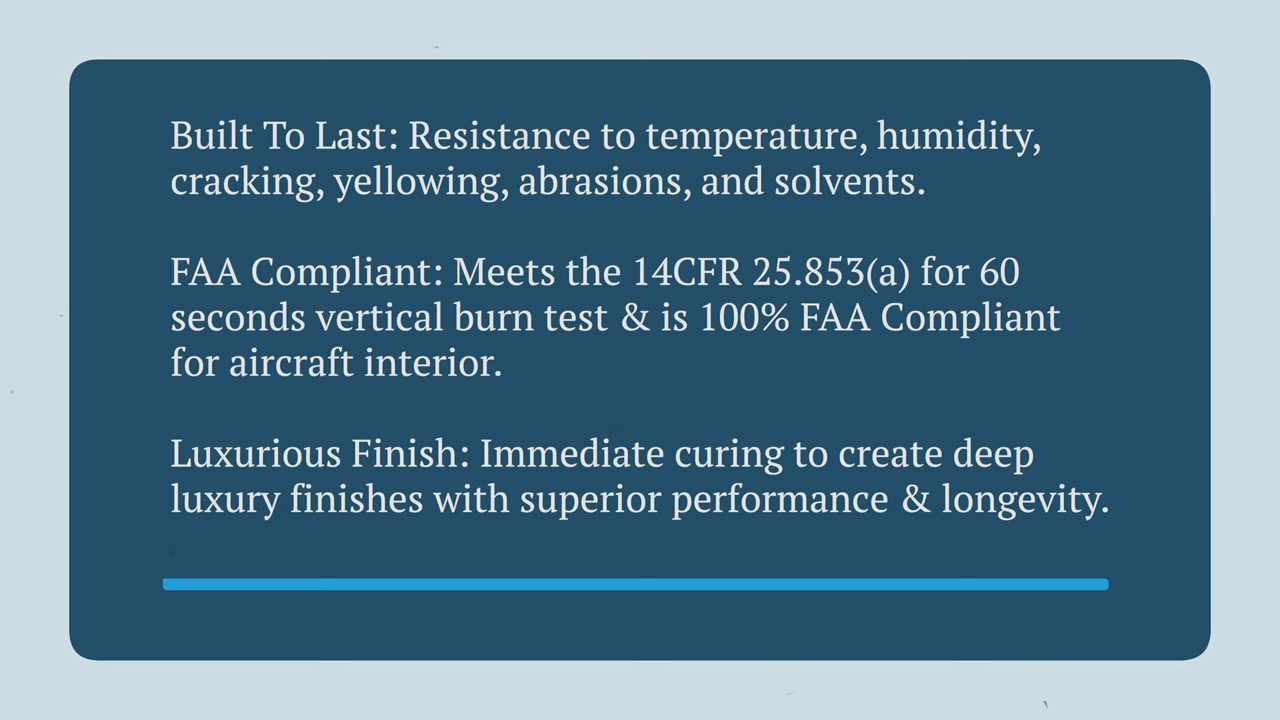 Built To Last: Resistance to temperature, humidity,
cracking, yellowing, abrasions, and solvents.
FAA Compliant: Meets the 14CFR 25.853(a) for 60
seconds vertical burn test & is 100% FAA Compliant
for aircraft interior.
Luxurious Finish: Immediate curing to create deep
luxury finishes with superior performance & longevity.